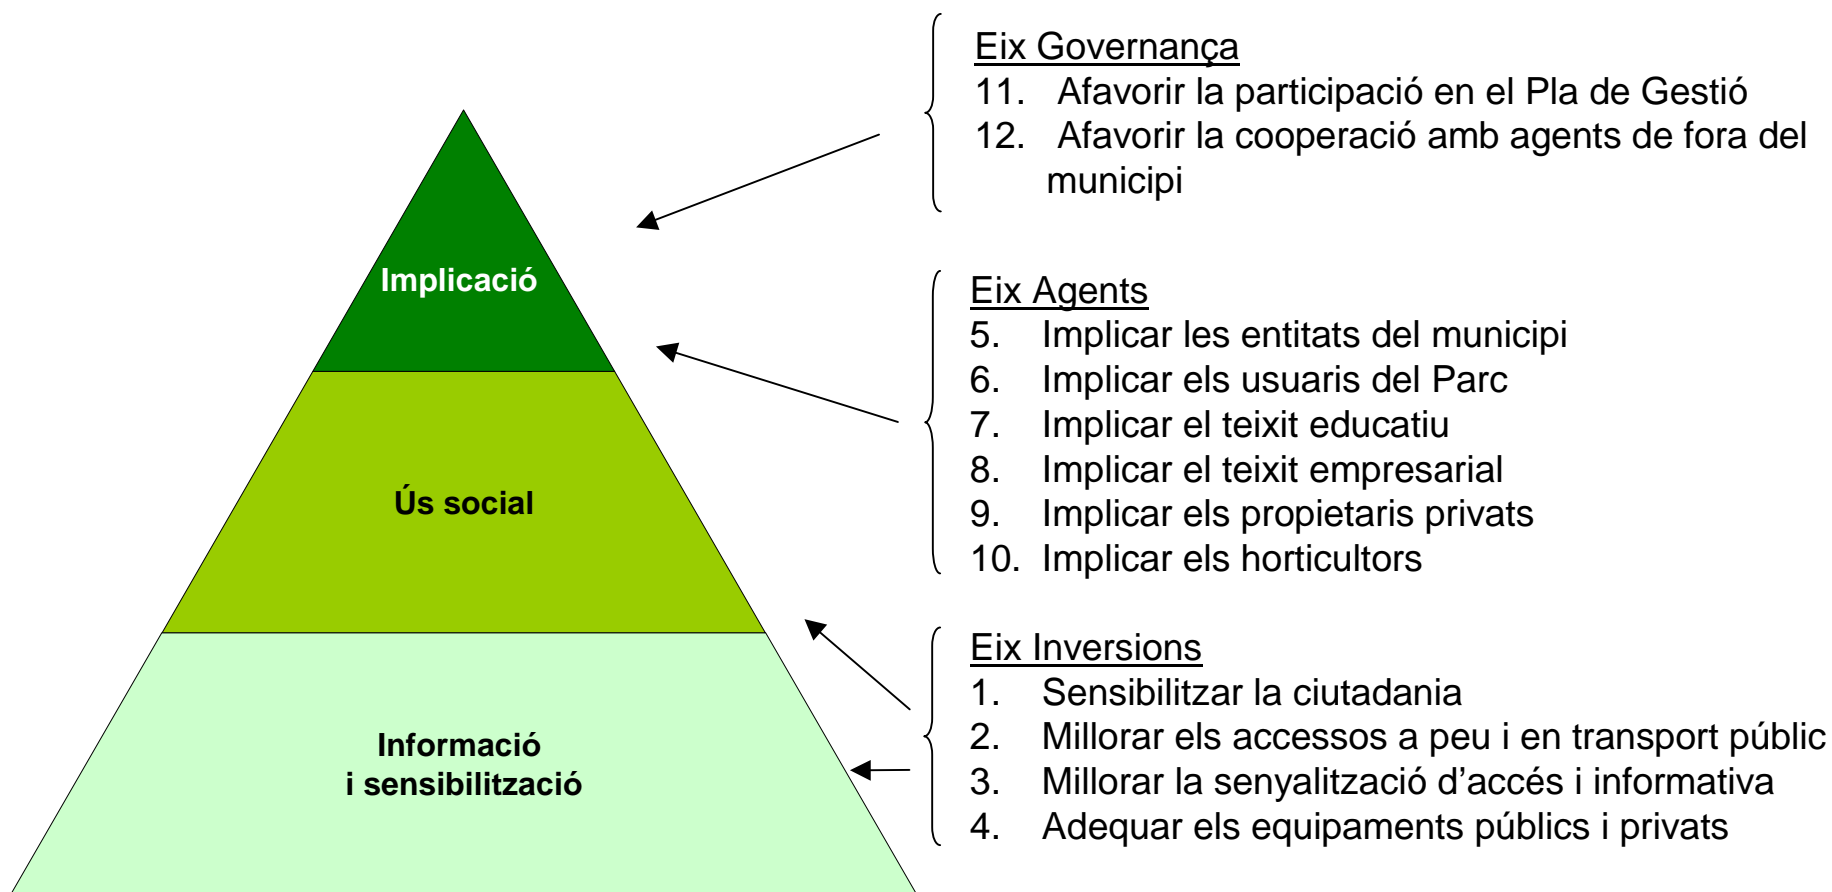 Implicació
Ús social
Informació
i sensibilització
Eix Governança
11. Afavorir la participació en el Pla de Gestió
12. Afavorir la cooperació amb agents de fora del
municipi
Eix Agents
5. Implicar les entitats del municipi
6. Implicar els usuaris del Parc
7. Implicar el teixit educatiu
8. Implicar el teixit empresarial
9. Implicar els propietaris privats
10. Implicar els horticultors
Eix Inversions
1. Sensibilitzar la ciutadania
2. Millorar els accessos a peu i en transport públic
3. Millorar la senyalització d’accés i informativa
4. Adequar els equipaments públics i privats